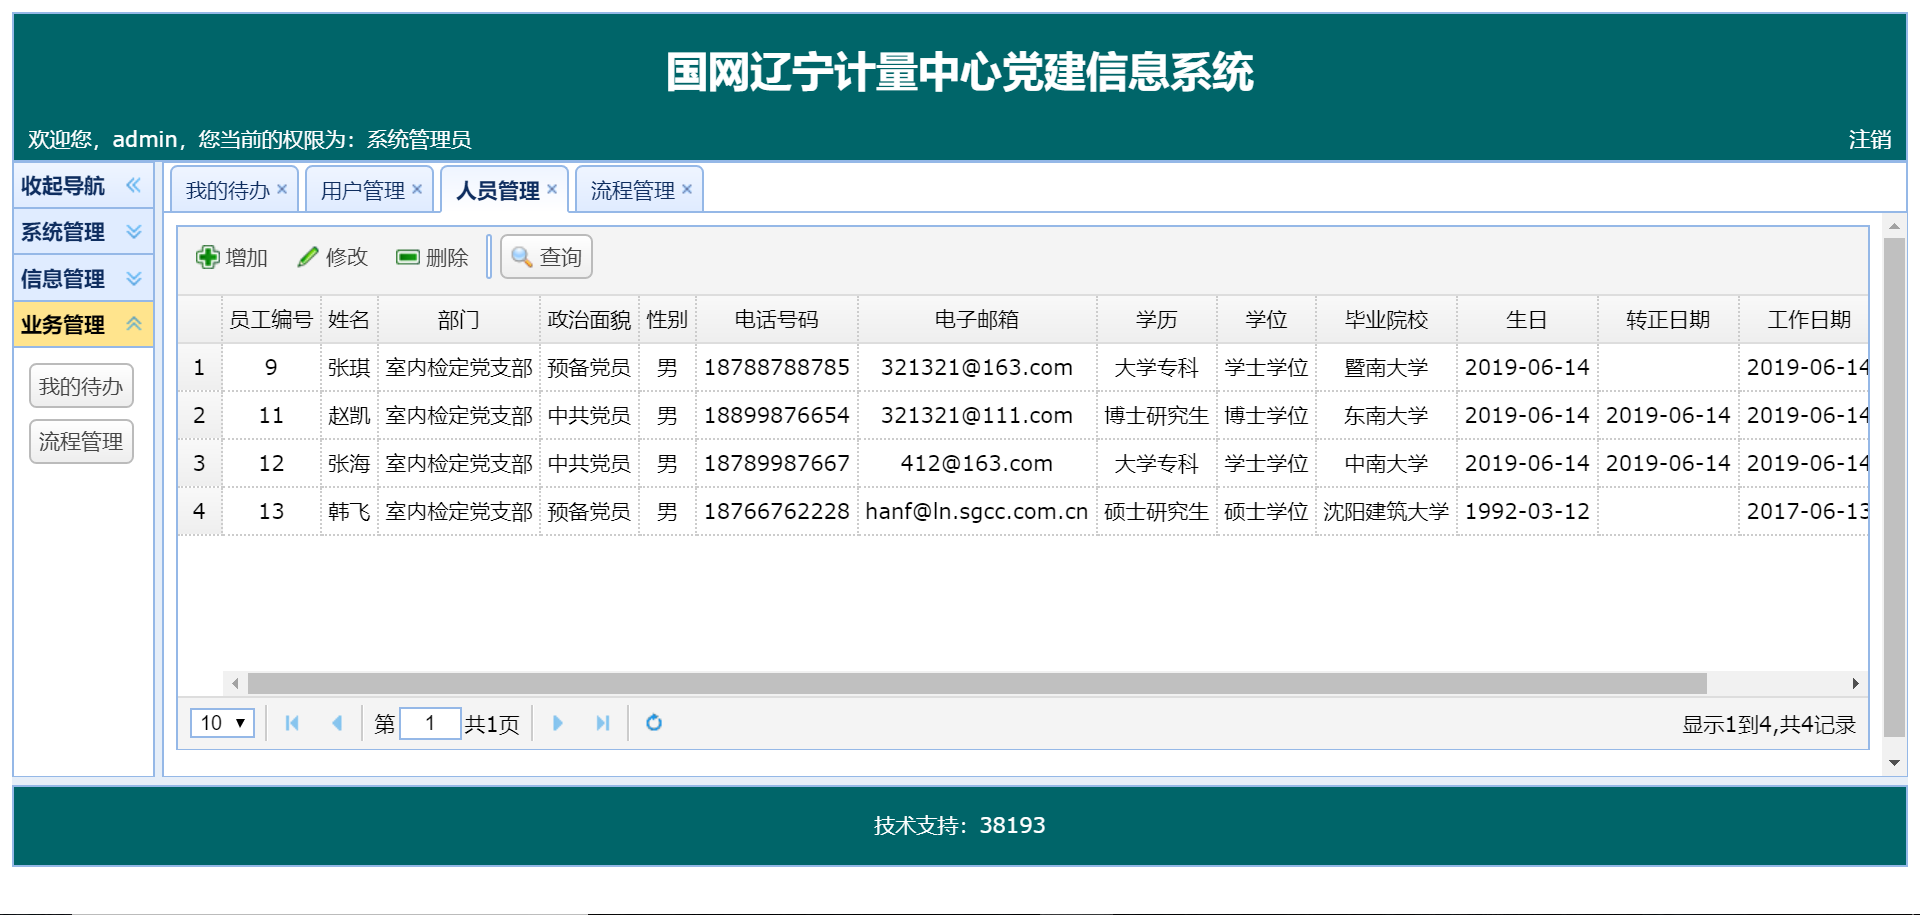 国网辽宁计量中心党建信息系统
欢迎您，admin，您当前的权限为：系统管理员 注销
收起导航
系统管理
信息管理
业务管理
我的待办
流程管理
我的待办 × 用户管理 × 人员管理 × 流程管理 ×
增加 修改 删除 查询
员工编号 姓名 部门 政治面貌 性别 电话号码 电子邮箱 学历 学位 毕业院校 生日 转正日期 工作日期
1 9 张琪 室内检定党支部 预备党员 男 18788788785 321321@163.com 大学专科 学士学位 暨南大学 2019-06-14 2019-06-14
2 11 赵凯 室内检定党支部 中共党员 男 18899876654 321321@111.com 博士研究生 博士学位 东南大学 2019-06-14 2019-06-14 2019-06-14
3 12 张海 室内检定党支部 中共党员 男 18789987667 412@163.com 大学专科 学士学位 中南大学 2019-06-14 2019-06-14 2019-06-14
4 13 韩飞 室内检定党支部 预备党员 男 18766762228 hanf@ln.sgcc.com.cn 硕士研究生 硕士学位 沈阳建筑大学 1992-03-12 2017-06-13
10 第 1 共1页 显示1到4,共4记录
技术支持：38193